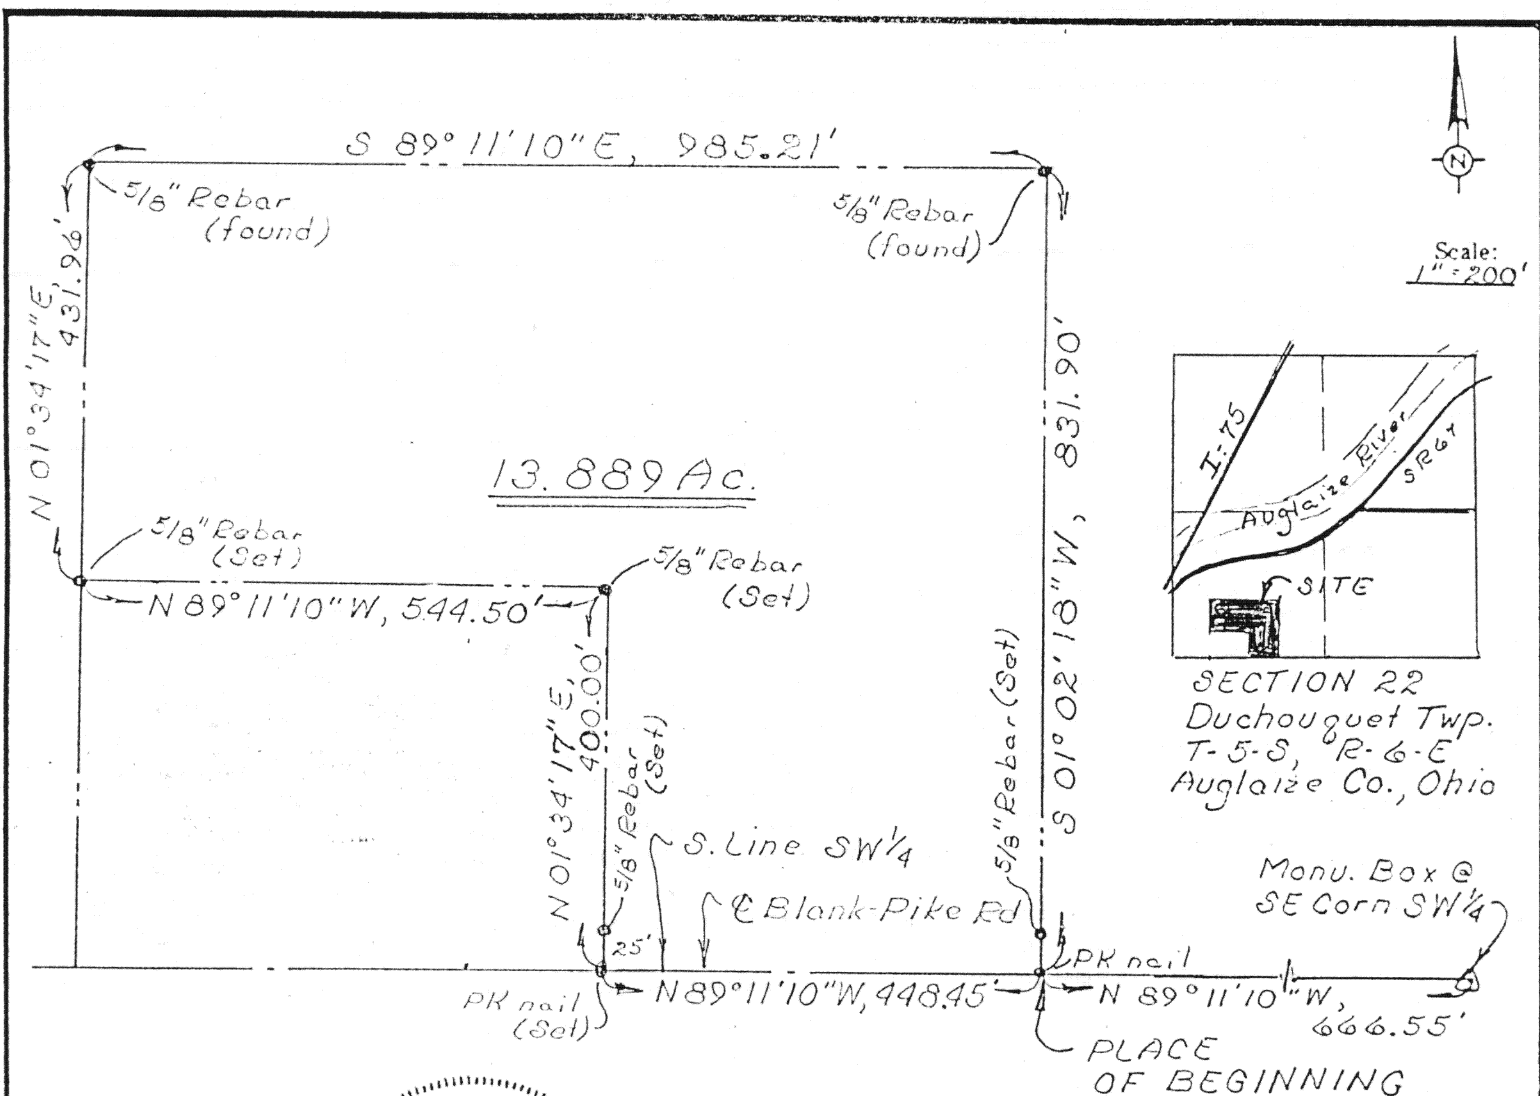 S 89° 11' 10" E, 985.21'
5/8" Rebar
(found)
5/8" Rebar
(found)
N
Scale:
1" = 200'
N 01° 34' 17" E,
431.96'
S 01° 02' 18" W, 831.90'
13.889 Ac.
5/8" Rebar
(Set)
5/8" Rebar
(Set)
N 89° 11' 10" W, 544.50'
N 01° 34' 17" E,
400.00'
5/8" Rebar
(Set)
5/8" Rebar (Set)
I-75
Auglaize River
SR 67
SITE
SECTION 22
Duchouquet Twp.
T-5-S, R-6-E
Auglaize Co., Ohio
S. Line SW 1/4
℄ Blank-Pike Rd
25'
Monu. Box @
SE Corn SW 1/4
PK nail
(Set)
N 89° 11' 10" W, 448.45'
PK nail
N 89° 11' 10" W,
666.55'
PLACE
OF BEGINNING